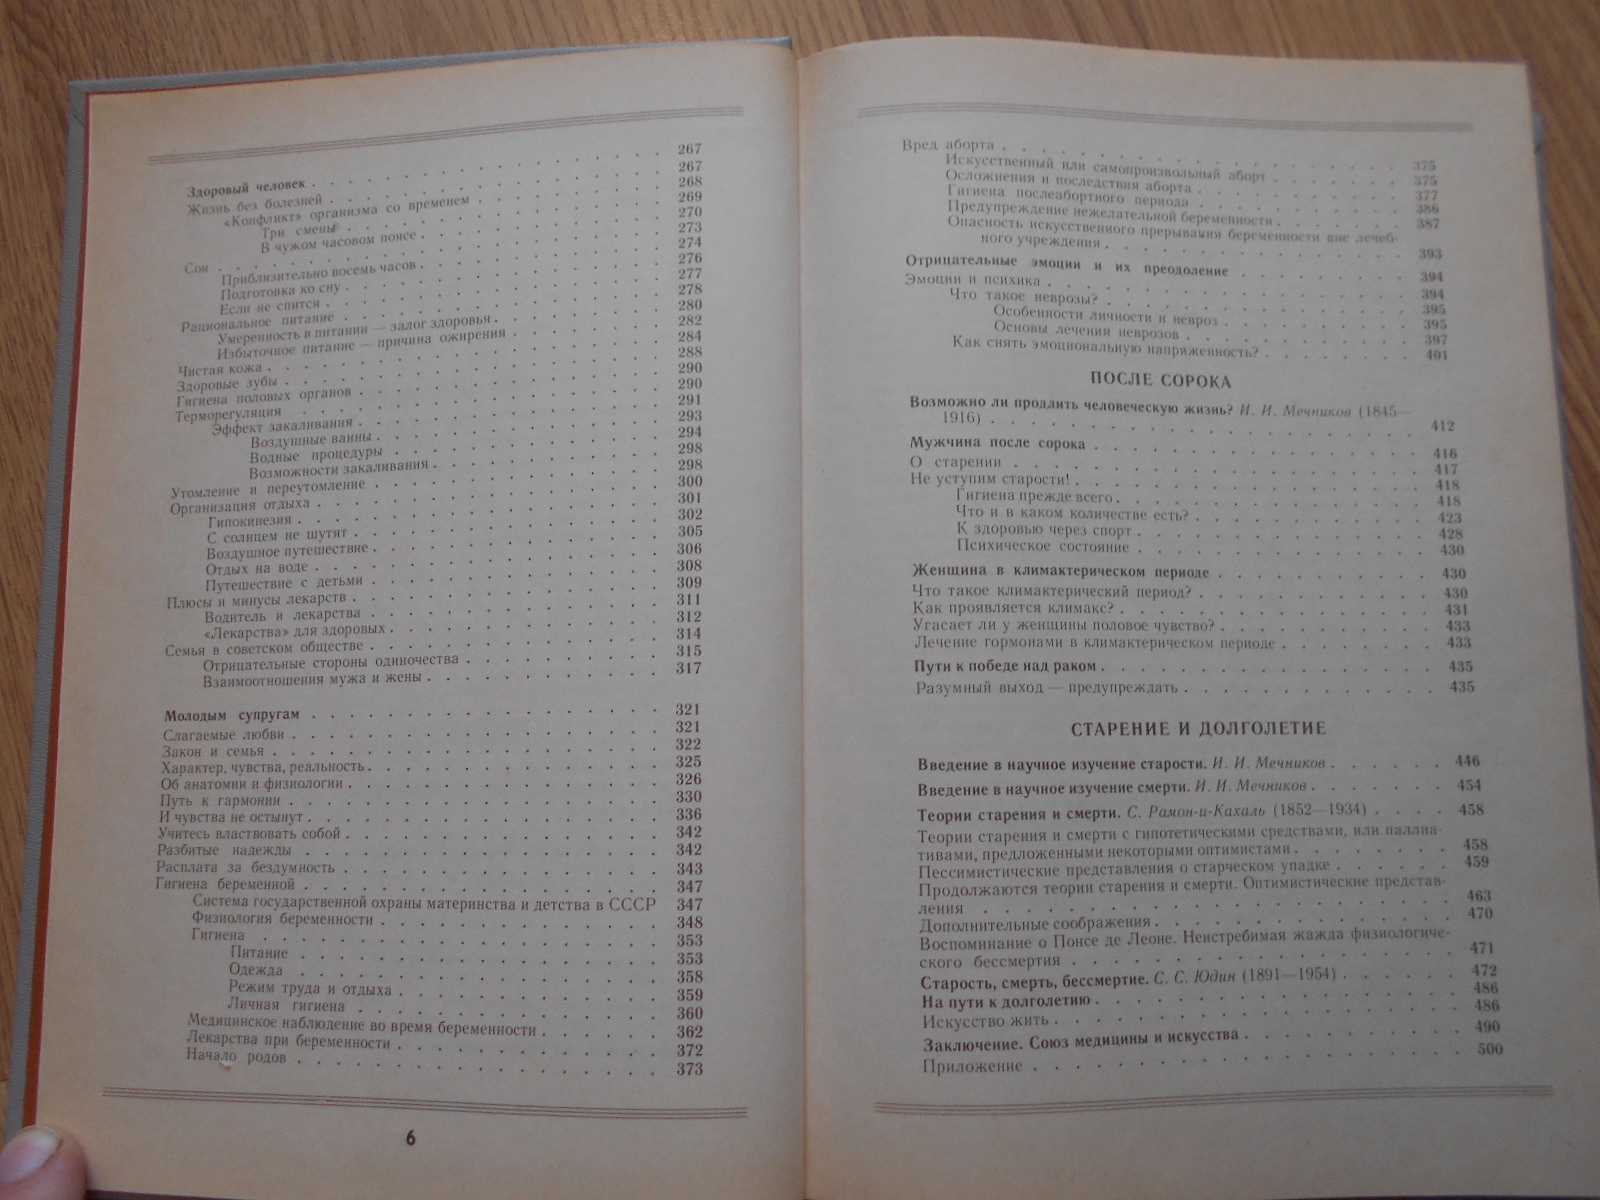 Здоровый человек . . . 267
Жизнь без болезней . . . 267
«Конфликт» организма со временем . . . 268
Три смены . . . 269
В чужом часовом поясе . . . 270
Сон . . . 273
Приблизительно восемь часов . . . 274
Подготовка ко сну . . . 276
Если не спится . . . 277
Рациональное питание . . . 278
Умеренность в питании — залог здоровья . . . 280
Избыточное питание — причина ожирения . . . 282
Чистая кожа . . . 284
Здоровые зубы . . . 288
Гигиена половых органов . . . 290
Терморегуляция . . . 290
Эффект закаливания . . . 291
Воздушные ванны . . . 293
Водные процедуры . . . 294
Возможности закаливания . . . 298
Утомление и переутомление . . . 298
Организация отдыха . . . 300
Гипокинезия . . . 301
С солнцем не шутят . . . 302
Воздушное путешествие . . . 305
Отдых на воде . . . 306
Путешествие с детьми . . . 308
Плюсы и минусы лекарств . . . 309
Водитель и лекарства . . . 311
«Лекарства» для здоровых . . . 312
Семья в советском обществе . . . 314
Отрицательные стороны одиночества . . . 315
Взаимоотношения мужа и жены . . . 317
Молодым супругам . . . 321
Слагаемые любви . . . 321
Закон и семья . . . 322
Характер, чувства, реальность . . . 325
Об анатомии и физиологии . . . 326
Путь к гармонии . . . 330
И чувства не остынут . . . 336
Учитесь властвовать собой . . . 342
Разбитые надежды . . . 342
Расплата за бездумность . . . 343
Гигиена беременной . . . 347
Система государственной охраны материнства и детства в СССР 347
Физиология беременности . . . 348
Гигиена . . . 353
Питание . . . 353
Одежда . . . 358
Режим труда и отдыха . . . 359
Личная гигиена . . . 360
Медицинское наблюдение во время беременности . . . 362
Лекарства при беременности . . . 372
Начало родов . . . 373
6
Вред аборта . . . 375
Искусственный или самопроизвольный аборт . . . 375
Осложнения и последствия аборта . . . 377
Гигиена послеабортного периода . . . 386
Предупреждение нежелательной беременности . . . 387
Опасность искусственного прерывания беременности вне лечеб-
ного учреждения . . . 393
Отрицательные эмоции и их преодоление . . . 394
Эмоции и психика . . . 394
Что такое неврозы? . . . 395
Особенности личности и невроз . . . 395
Основы лечения неврозов . . . 397
Как снять эмоциональную напряженность? . . . 401
ПОСЛЕ СОРОКА
Возможно ли продлить человеческую жизнь? И. И. Мечников (1845—
1916) . . . 412
Мужчина после сорока . . . 416
О старении . . . 417
Не уступим старости! . . . 418
Гигиена прежде всего . . . 418
Что и в каком количестве есть? . . . 423
К здоровью через спорт . . . 428
Психическое состояние . . . 430
Женщина в климактерическом периоде . . . 430
Что такое климактерический период? . . . 430
Как проявляется климакс? . . . 431
Угасает ли у женщины половое чувство? . . . 433
Лечение гормонами в климактерическом периоде . . . 433
Пути к победе над раком . . . 435
Разумный выход — предупреждать . . . 435
СТАРЕНИЕ И ДОЛГОЛЕТИЕ
Введение в научное изучение старости. И. И. Мечников . . . 446
Введение в научное изучение смерти. И. И. Мечников . . . 454
Теории старения и смерти. С. Рамон-и-Кахаль (1852—1934) . . . 458
Теории старения и смерти с гипотетическими средствами, или паллиа-
тивами, предложенными некоторыми оптимистами . . . 458
Пессимистические представления о старческом упадке . . . 459
Продолжаются теории старения и смерти. Оптимистические представ-
ления . . . 463
Дополнительные соображения . . . 470
Воспоминание о Понсе де Леоне. Неистребимая жажда физиологиче-
ского бессмертия . . . 471
Старость, смерть, бессмертие. С. С. Юдин (1891—1954) . . . 472
На пути к долголетию . . . 486
Искусство жить . . . 486
Заключение. Союз медицины и искусства . . . 490
Приложение . . . 500